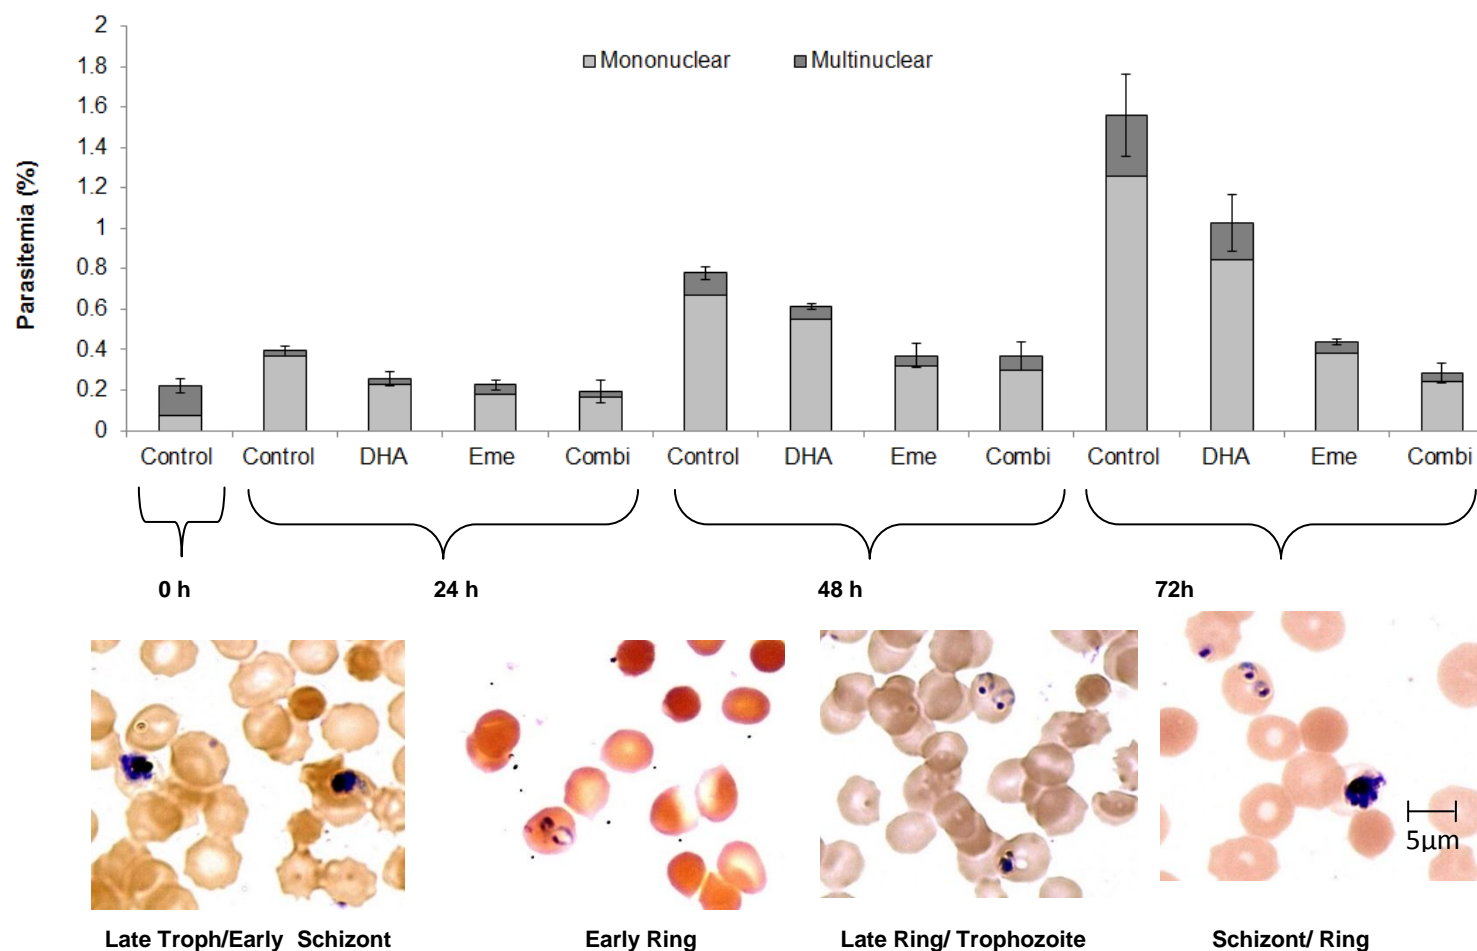 2
1.8
1.6
1.4
1.2
1
0.8
0.6
0.4
0.2
0
Parasitemia (%)
Mononuclear Multinuclear
Control Control DHA Eme Combi Control DHA Eme Combi Control DHA Eme Combi
0 h 24 h 48 h 72h
5µm
Late Troph/Early Schizont Early Ring Late Ring/ Trophozoite Schizont/ Ring